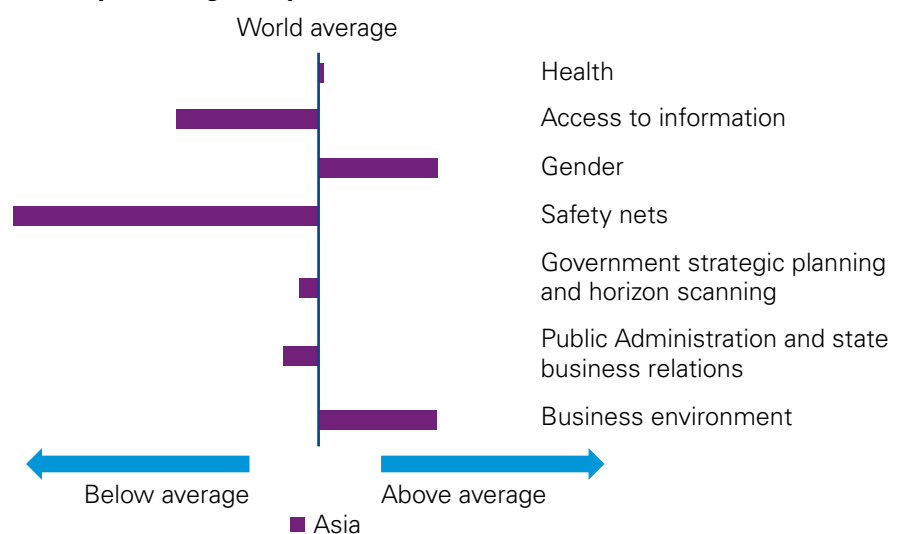 World average
Health
Access to information
Gender
Safety nets
Government strategic planning
and horizon scanning
Public Administration and state
business relations
Business environment
Below average
Above average
Asia